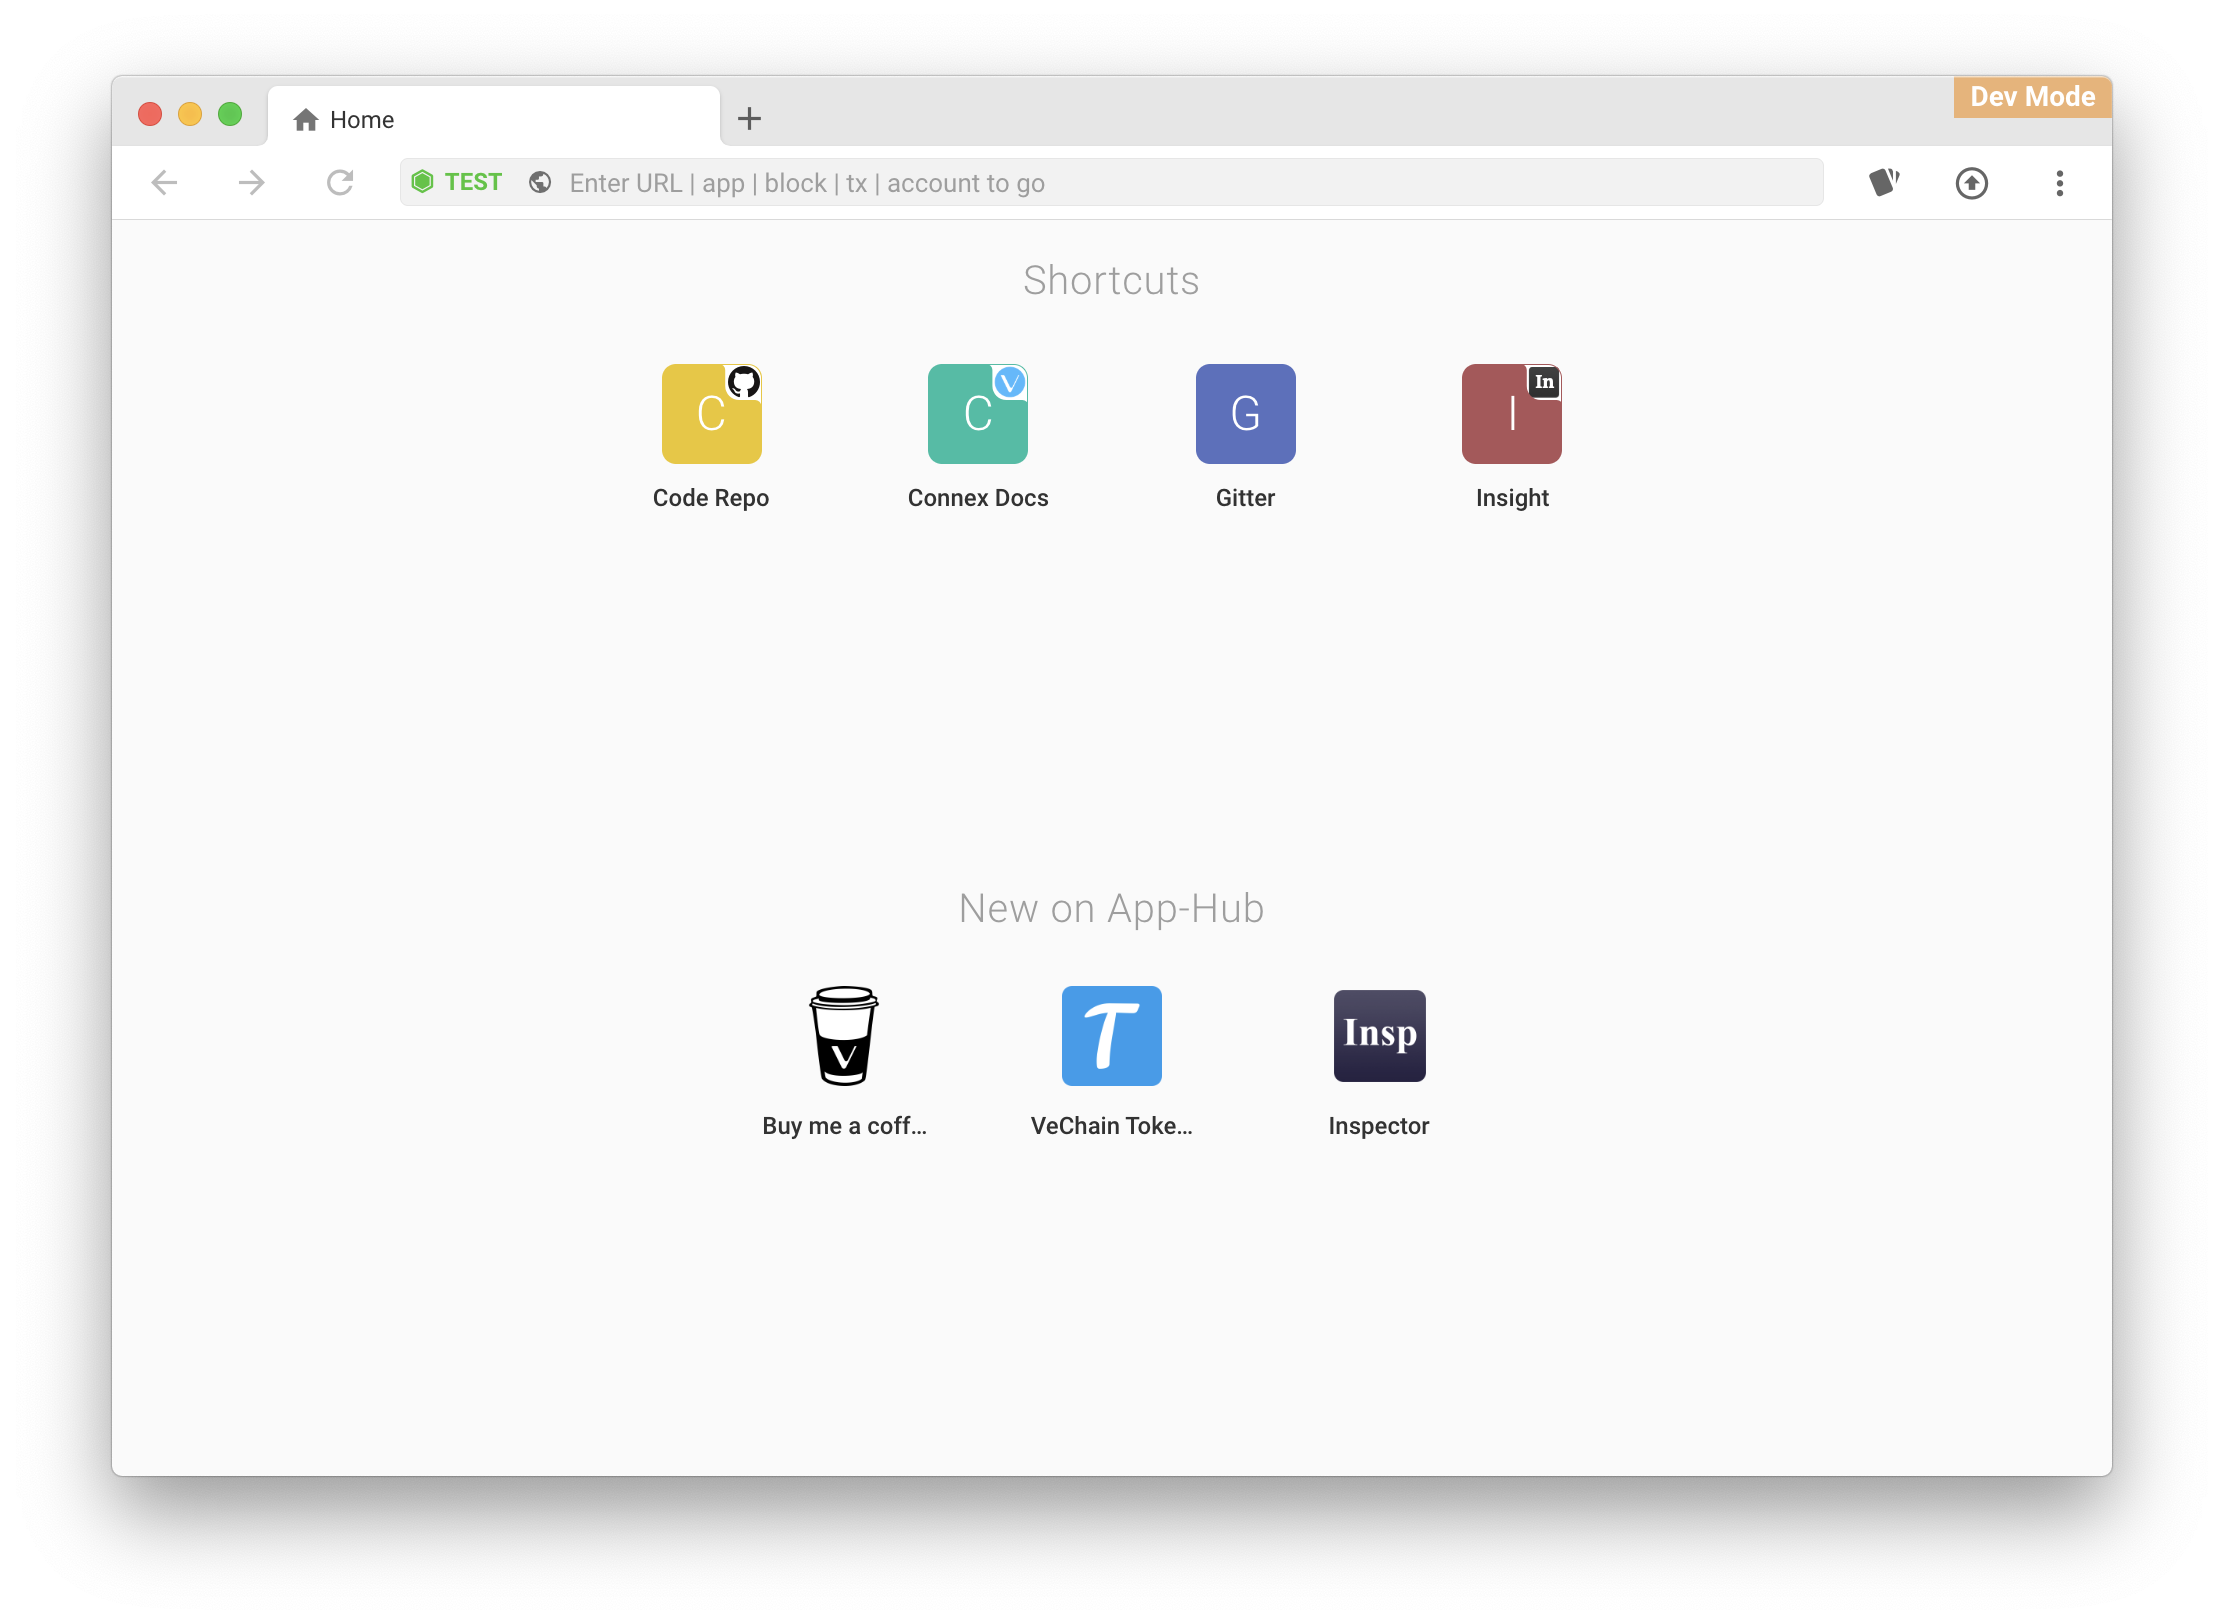 Dev Mode
Home
TEST Enter URL | app | block | tx | account to go
Shortcuts
C C G I In
Code Repo Connex Docs Gitter Insight
New on App-Hub
V T Insp
Buy me a coff... VeChain Toke... Inspector